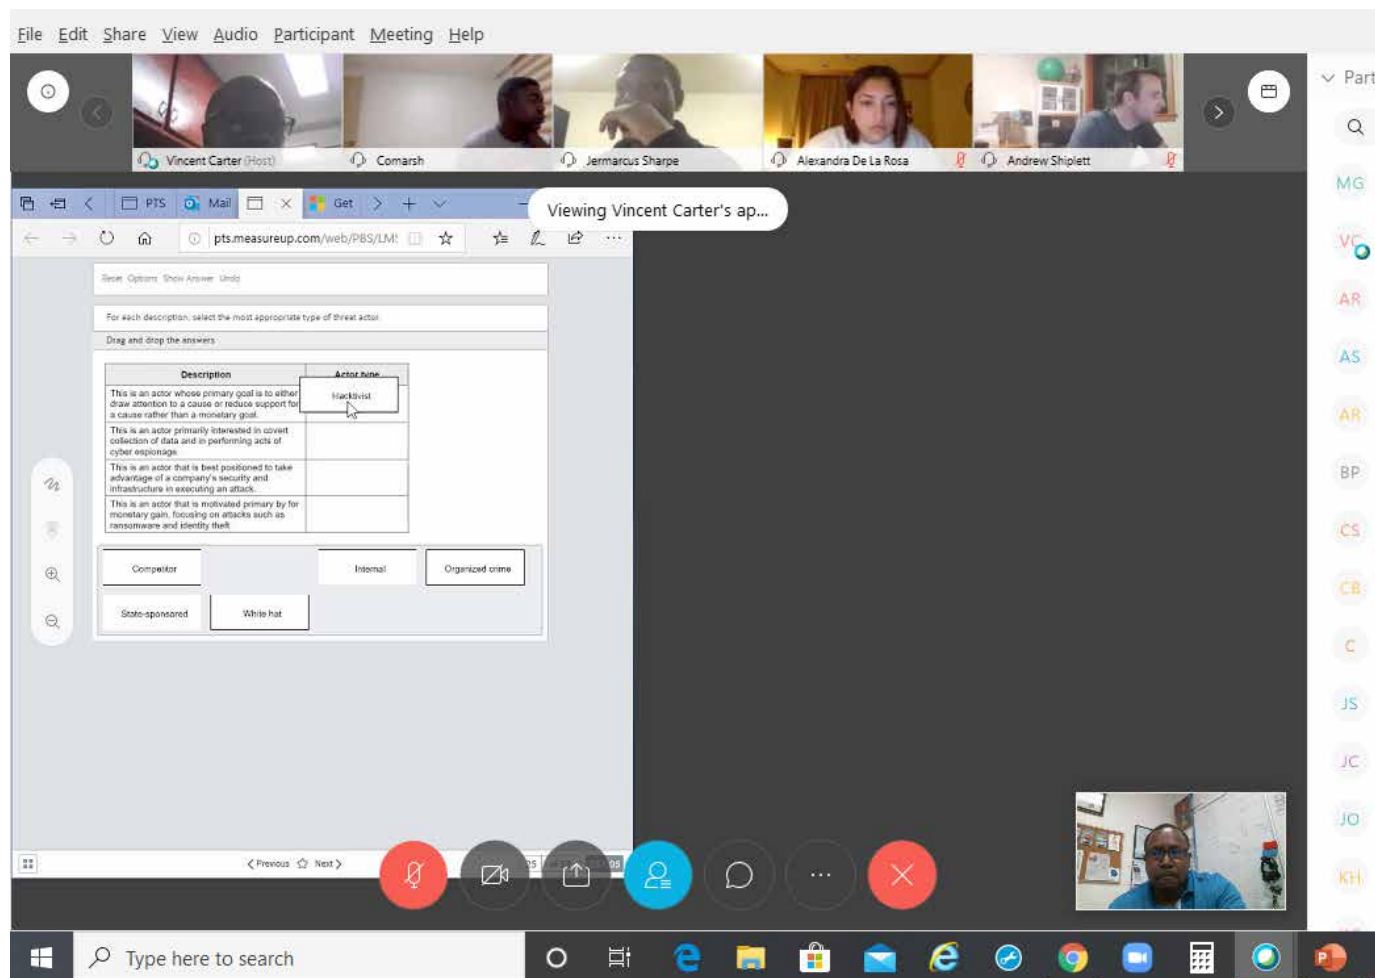 File Edit Share View Audio Participant Meeting Help
Part
Vincent Carter (Host)
Comarsh
Jermarcus Sharpe
Alexandra De La Rosa
Andrew Shiplett
MG
VC
AR
AS
AR
BP
CS
CB
C
JS
JC
JO
KH
PTS Mail Get
Viewing Vincent Carter's ap...
pts.measureup.com/web/PBS/LM
Reset Options Show Answer Undo
For each description, select the most appropriate type of threat actor.
Drag and drop the answers
Description Actor type
This is an actor whose primary goal is to either
draw attention to a cause or reduce support for
a cause rather than a monetary goal.
Hacktivist
This is an actor primarily interested in covert
collection of data and in performing acts of
cyber espionage.
This is an actor that is best positioned to take
advantage of a company's security and
infrastructure in executing an attack.
This is an actor that is motivated primary by for
monetary gain, focusing on attacks such as
ransomware and identity theft
Competitor
Internal
Organized crime
State-sponsored
White hat
Previous Next
25
Type here to search